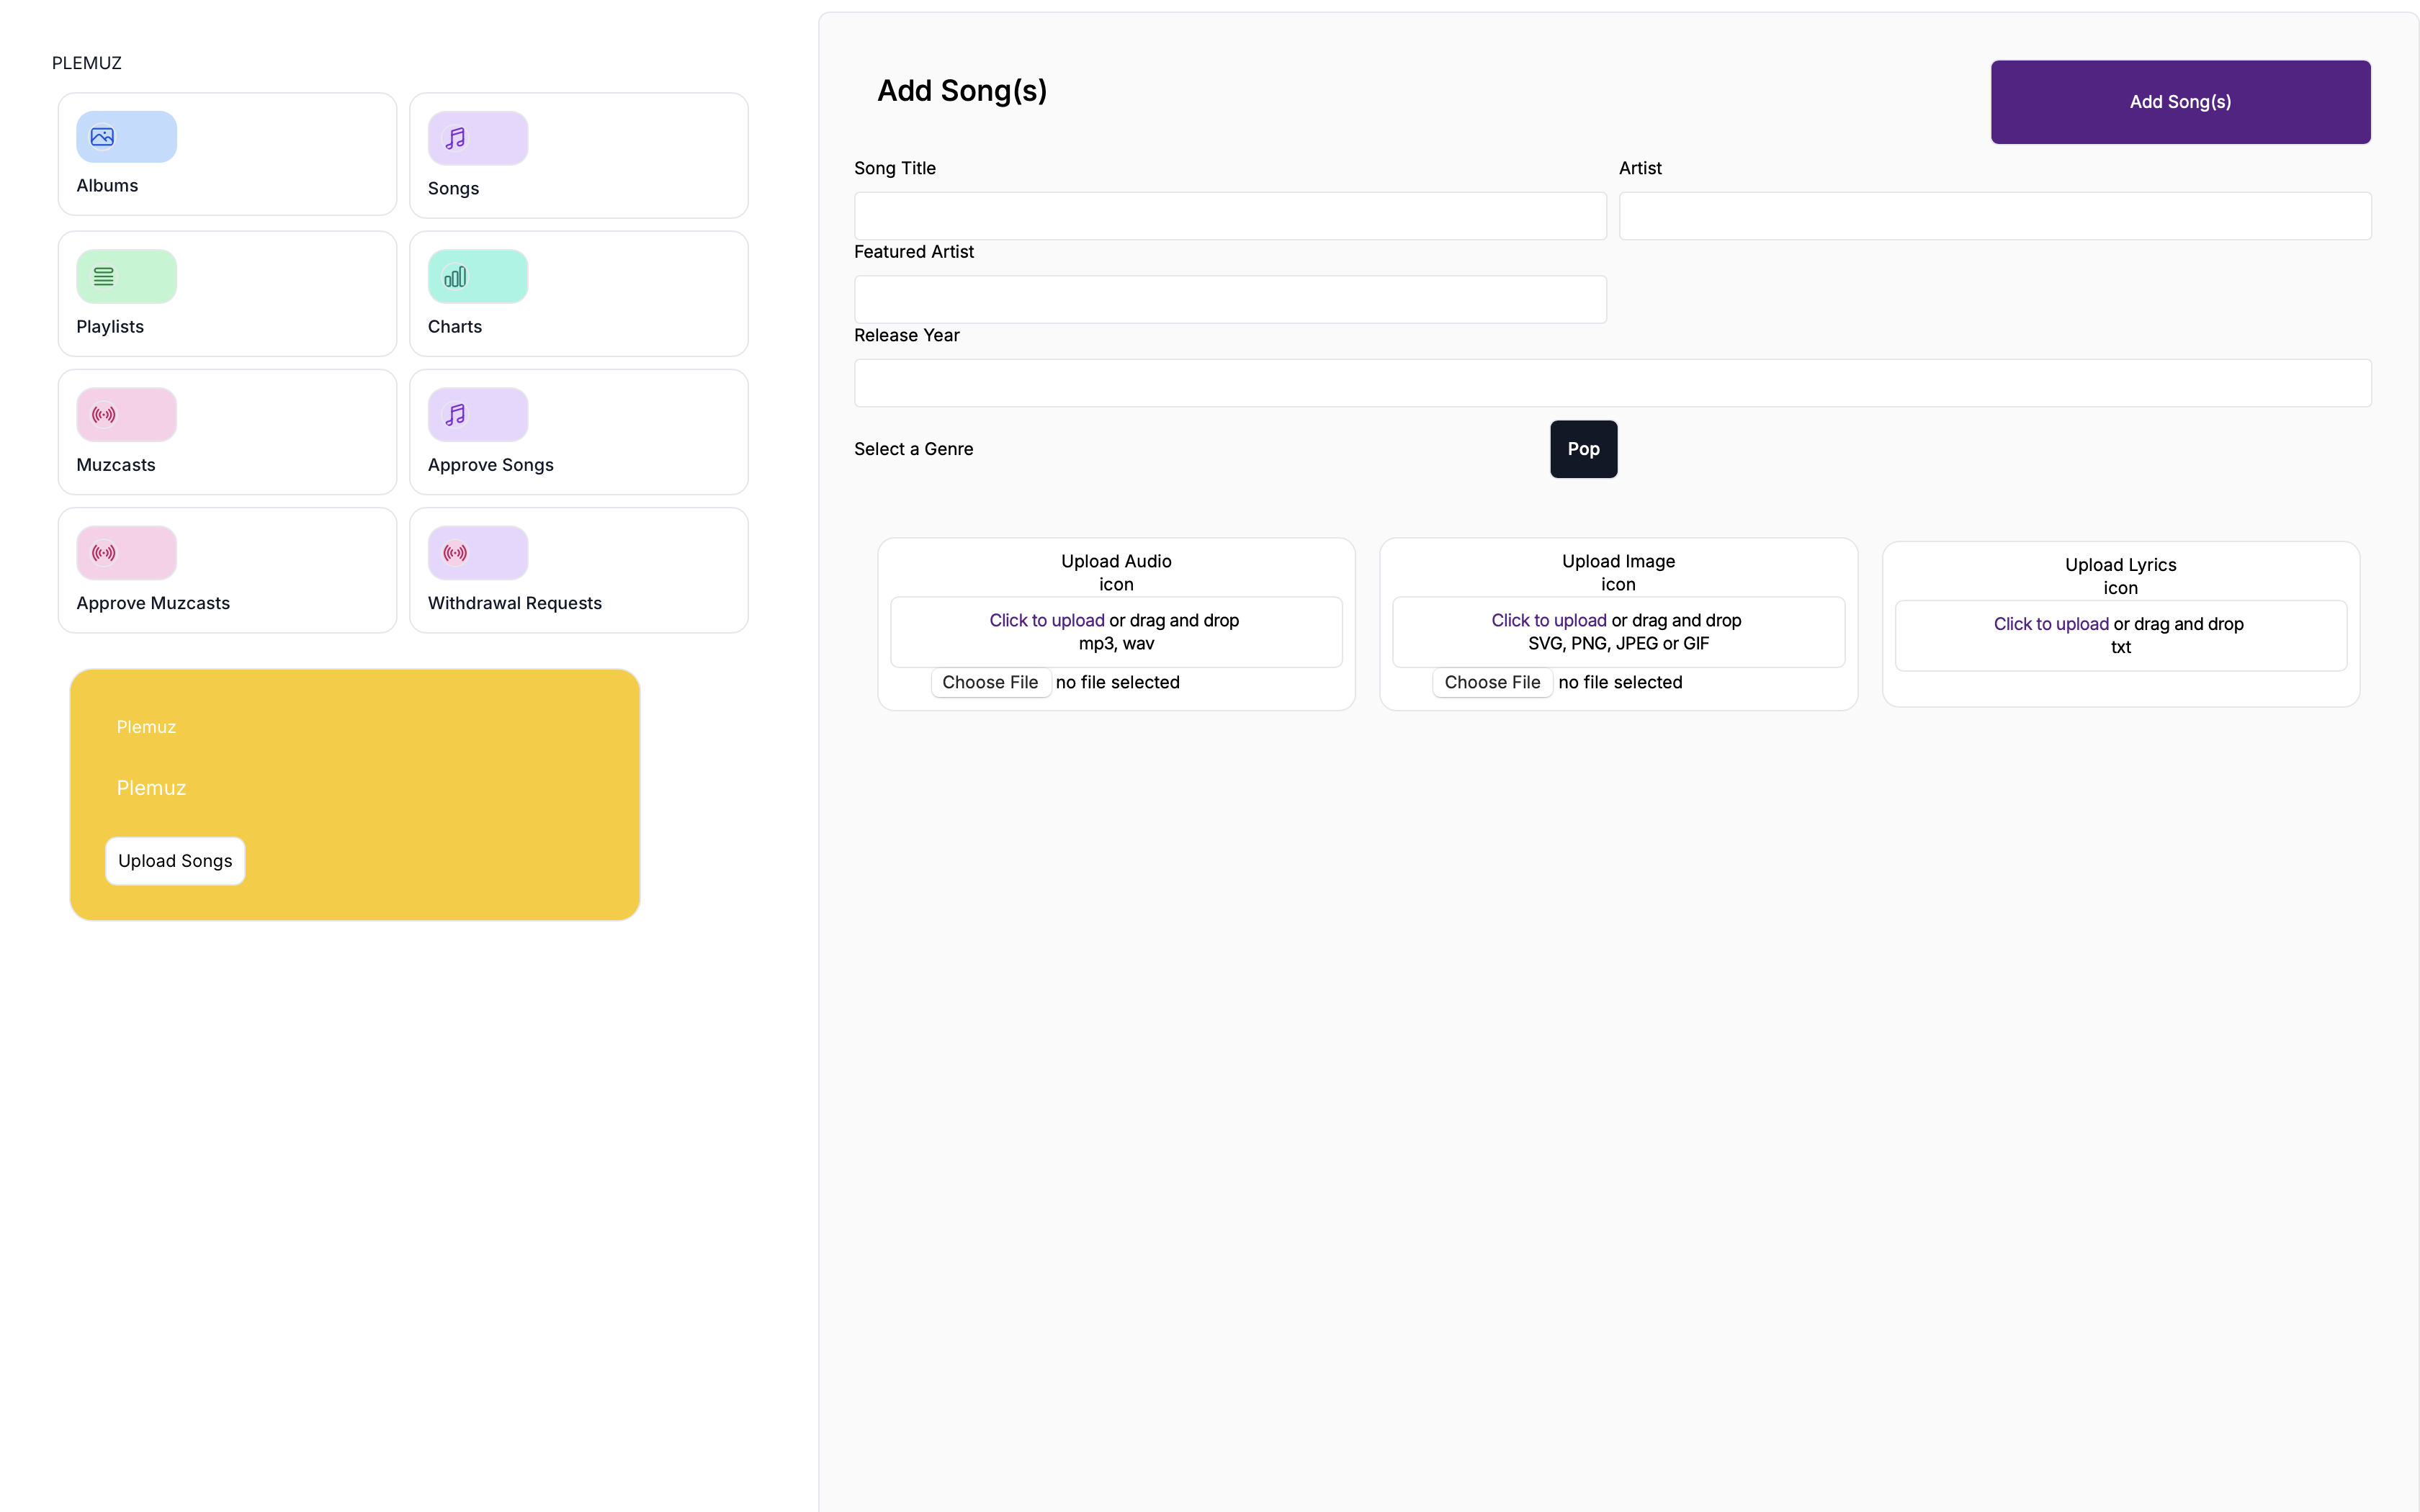 PLEMUZ
Albums
Songs
Playlists
Charts
Muzcasts
Approve Songs
Approve Muzcasts
Withdrawal Requests
Plemuz
Plemuz
Upload Songs
Add Song(s)
Add Song(s)
Song Title
Artist
Featured Artist
Release Year
Select a Genre
Pop
Upload Audio
icon
Click to upload or drag and drop
mp3, wav
Choose File no file selected
Upload Image
icon
Click to upload or drag and drop
SVG, PNG, JPEG or GIF
Choose File no file selected
Upload Lyrics
icon
Click to upload or drag and drop
txt